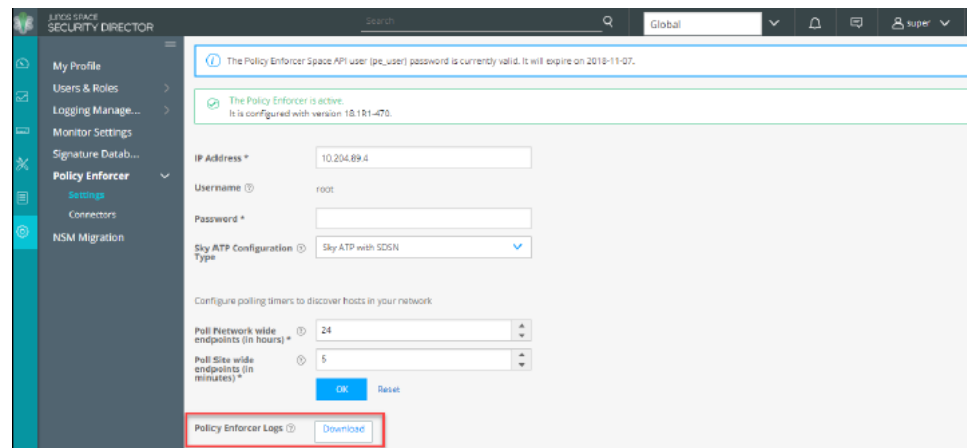 JUNOS SPACE
SECURITY DIRECTOR
Search
Global
super
My Profile
Users & Roles
Logging Manage...
Monitor Settings
Signature Datab...
Policy Enforcer
Settings
Connectors
NSM Migration
The Policy Enforcer Space API user (pe_user) password is currently valid. It will expire on 2018-11-07.
The Policy Enforcer is active.
It is configured with version 18.1R1-470.
IP Address *
10.204.89.4
Username
root
Password *
Sky ATP Configuration
Type
Sky ATP with SDSN
Configure polling timers to discover hosts in your network
Poll Network wide
endpoints (in hours) *
24
Poll Site wide
endpoints (in
minutes) *
5
OK Reset
Policy Enforcer Logs
Download